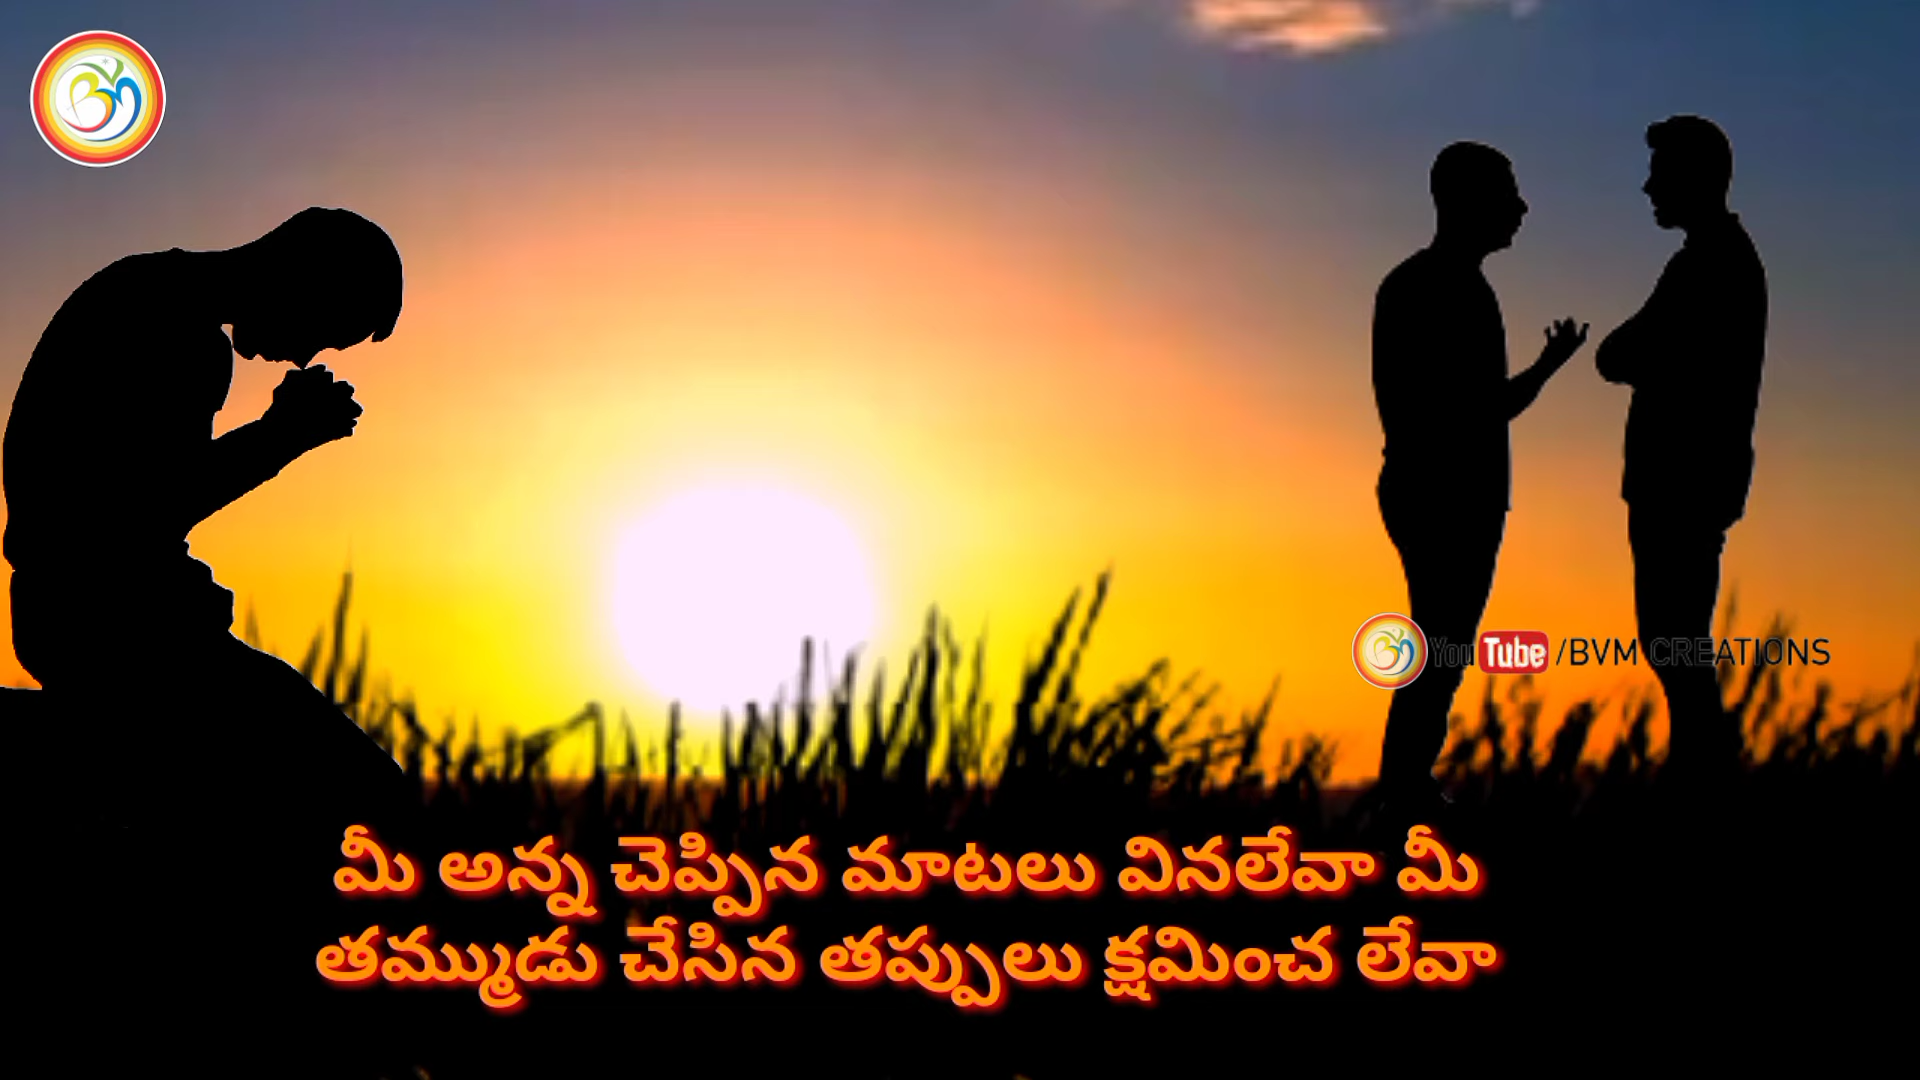 YouTube /BVM CREATIONS
మీ అన్న చెప్పిన మాటలు వినలేవా మీ
తమ్ముడు చేసిన తప్పులు క్షమించ లేవా